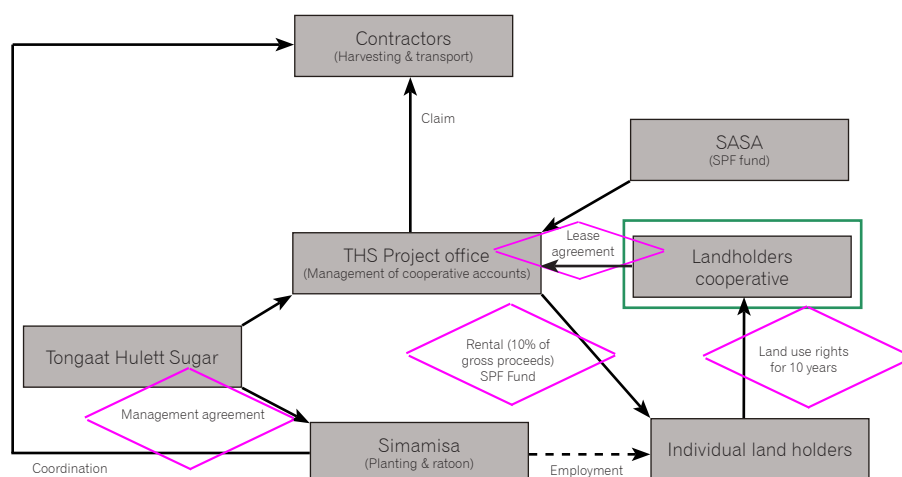 Contractors
(Harvesting & transport)
Claim
SASA
(SPF fund)
THS Project office
(Management of cooperative accounts)
Lease
agreement
Landholders
cooperative
Tongaat Hulett Sugar
Rental (10% of
gross proceeds)
SPF Fund
Land use rights
for 10 years
Management agreement
Simamisa
(Planting & ratoon)
Individual land holders
Coordination
Employment